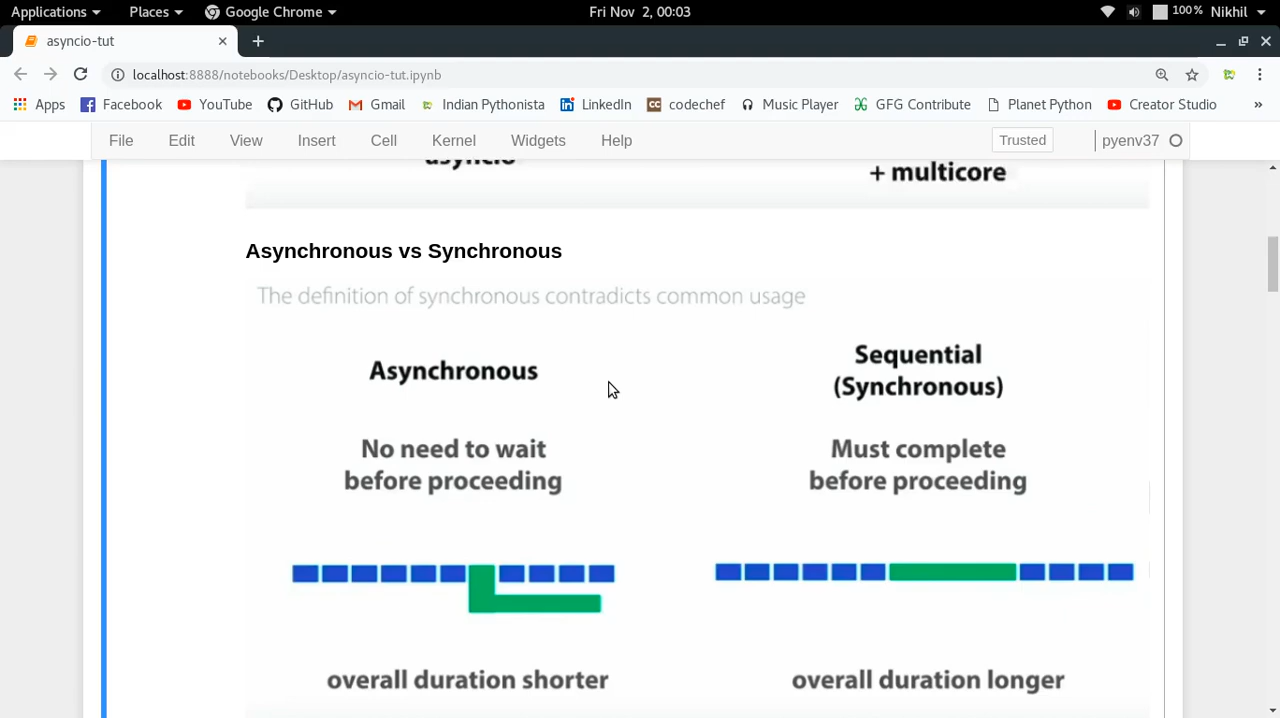 Applications Places Google Chrome Fri Nov 2, 00:03 100% Nikhil
asyncio-tut
localhost:8888/notebooks/Desktop/asyncio-tut.ipynb
Apps Facebook YouTube GitHub Gmail Indian Pythonista LinkedIn codechef Music Player GFG Contribute Planet Python Creator Studio »
File Edit View Insert Cell Kernel Widgets Help Trusted pyenv37
asyncio
+ multicore
Asynchronous vs Synchronous
The definition of synchronous contradicts common usage
Asynchronous
Sequential
(Synchronous)
No need to wait
before proceeding
Must complete
before proceeding
overall duration shorter
overall duration longer